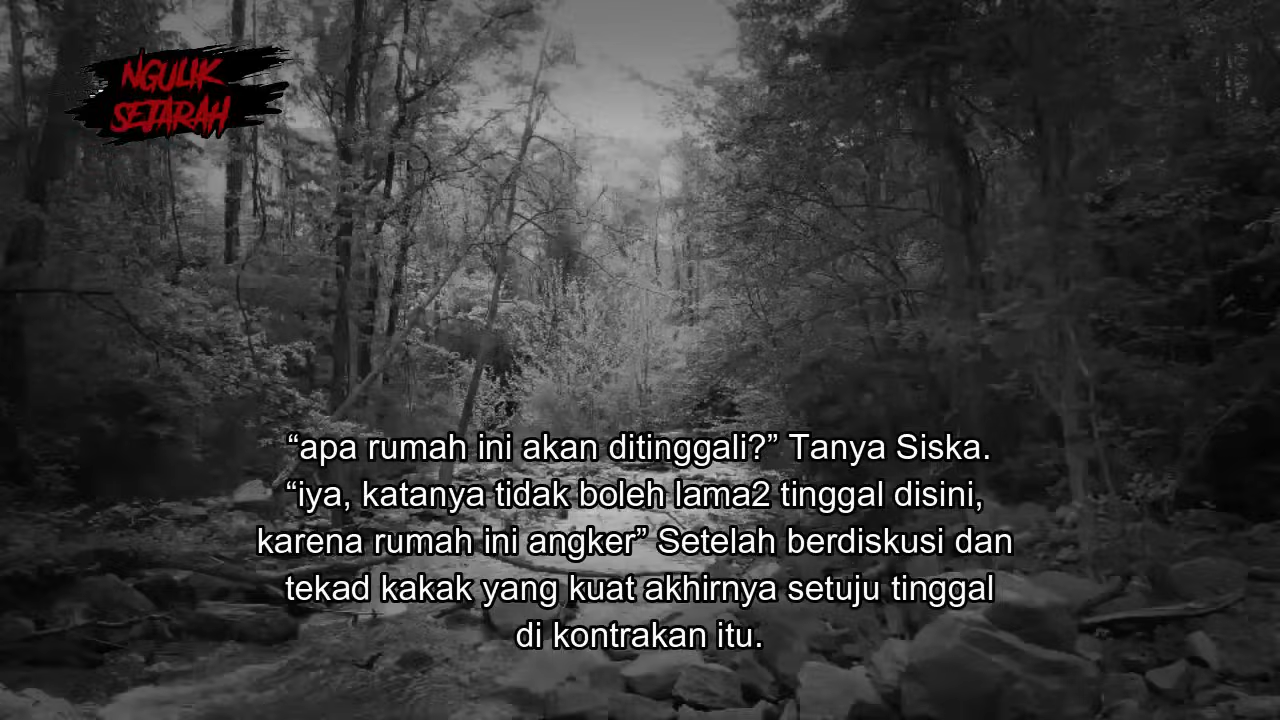 NGULIK
SEJARAH
“apa rumah ini akan ditinggali?” Tanya Siska.
“iya, katanya tidak boleh lama2 tinggal disini,
karena rumah ini angker” Setelah berdiskusi dan
tekad kakak yang kuat akhirnya setuju tinggal
di kontrakan itu.